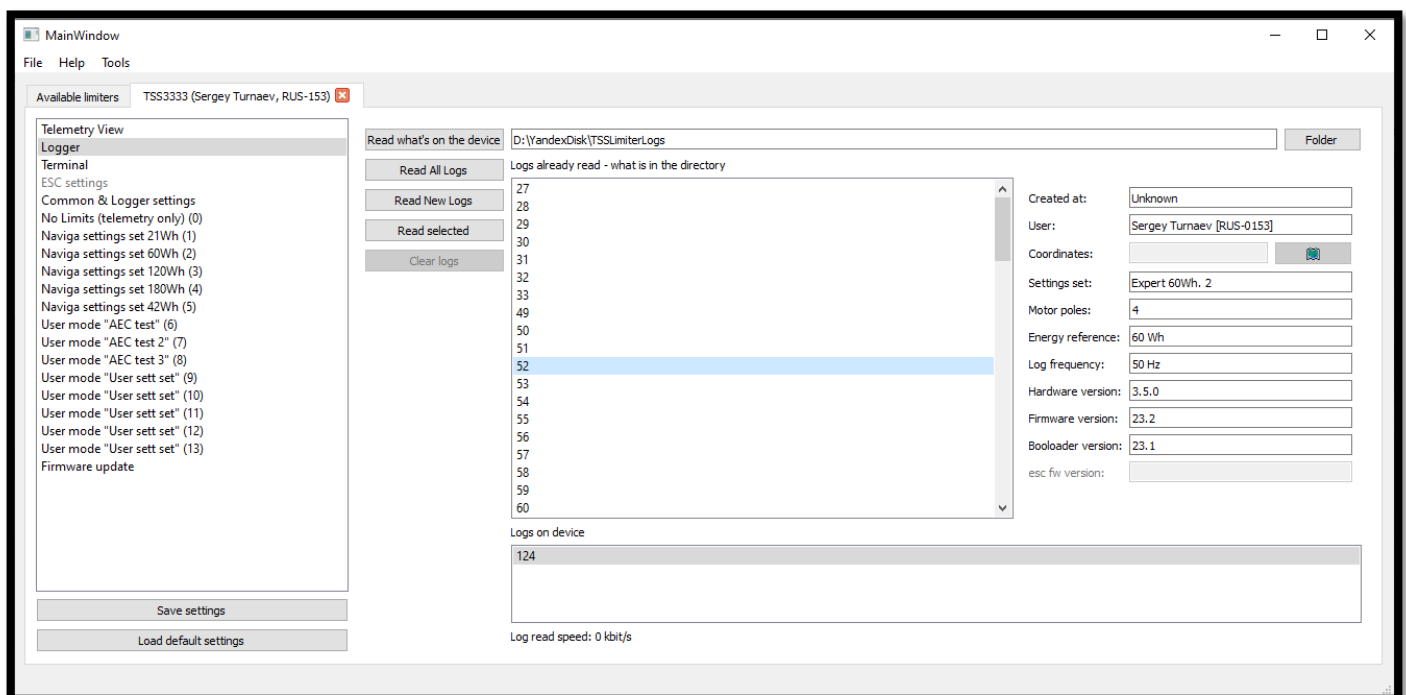 MainWindow
File Help Tools
Available limiters TSS3333 (Sergey Turnaev, RUS-153)
Telemetry View
Logger
Terminal
ESC settings
Common & Logger settings
No Limits (telemetry only) (0)
Naviga settings set 21Wh (1)
Naviga settings set 60Wh (2)
Naviga settings set 120Wh (3)
Naviga settings set 180Wh (4)
Naviga settings set 42Wh (5)
User mode "AEC test" (6)
User mode "AEC test 2" (7)
User mode "AEC test 3" (8)
User mode "User sett set" (9)
User mode "User sett set" (10)
User mode "User sett set" (11)
User mode "User sett set" (12)
User mode "User sett set" (13)
Firmware update
Save settings
Load default settings
Read what's on the device D:\YandexDisk\TSSLimiterLogs Folder
Read All Logs
Read New Logs
Read selected
Clear logs
Logs already read - what is in the directory
27
28
29
30
31
32
33
49
50
51
52
53
54
55
56
57
58
59
60
Created at: Unknown
User: Sergey Turnaev [RUS-0153]
Coordinates:
Settings set: Expert 60Wh. 2
Motor poles: 4
Energy reference: 60 Wh
Log frequency: 50 Hz
Hardware version: 3.5.0
Firmware version: 23.2
Booloader version: 23.1
esc fw version:
Logs on device
124
Log read speed: 0 kbit/s